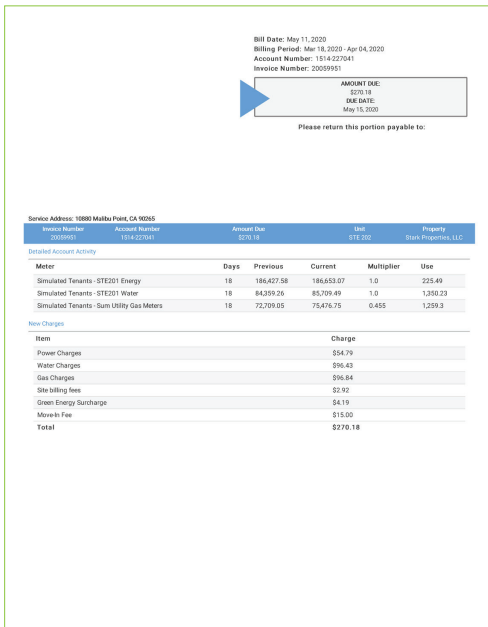 Bill Date: May 11, 2020
Billing Period: Mar 18, 2020 - Apr 04, 2020
Account Number: 1514-227041
Invoice Number: 20059951
AMOUNT DUE:
$270.18
DUE DATE:
May 15, 2020
Please return this portion payable to:
Service Address: 10880 Malibu Point, CA 90265
Invoice Number Account Number Amount Due Unit Property
20059951 1514-227041 $270.18 STE 202 Stark Properties, LLC
Detailed Account Activity
Meter Days Previous Current Multiplier Use
Simulated Tenants - STE201 Energy 18 186,427.58 186,653.07 1.0 225.49
Simulated Tenants - STE201 Water 18 84,359.26 85,709.49 1.0 1,350.23
Simulated Tenants - Sum Utility Gas Meters 18 72,709.05 75,476.75 0.455 1,259.3
New Charges
Item Charge
Power Charges $54.79
Water Charges $96.43
Gas Charges $96.84
Site billing fees $2.92
Green Energy Surcharge $4.19
Move-In Fee $15.00
Total $270.18